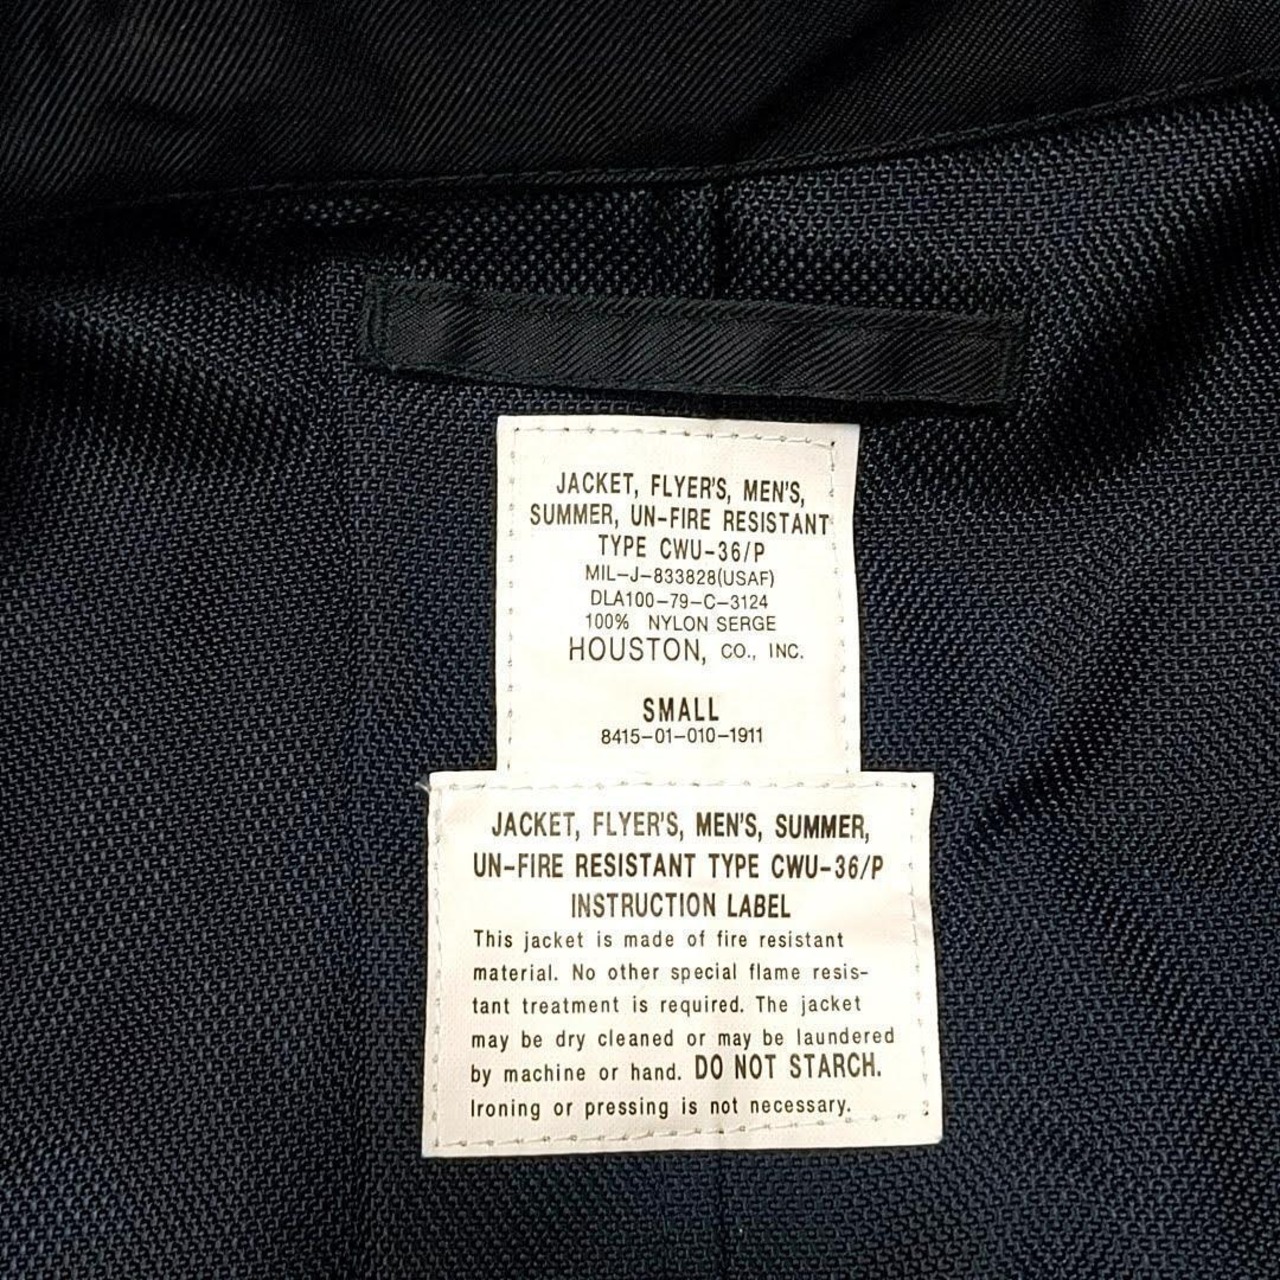 JACKET, FLYER'S, MEN'S,
SUMMER, UN-FIRE RESISTANT
TYPE CWU-36/P
MIL-J-833828(USAF)
DLA100-79-C-3124
100% NYLON SERGE
HOUSTON, CO., INC.
SMALL
8415-01-010-1911
JACKET, FLYER'S, MEN'S, SUMMER,
UN-FIRE RESISTANT TYPE CWU-36/P
INSTRUCTION LABEL
This jacket is made of fire resistant
material. No other special flame resis-
tant treatment is required. The jacket
may be dry cleaned or may be laundered
by machine or hand. DO NOT STARCH.
Ironing or pressing is not necessary.